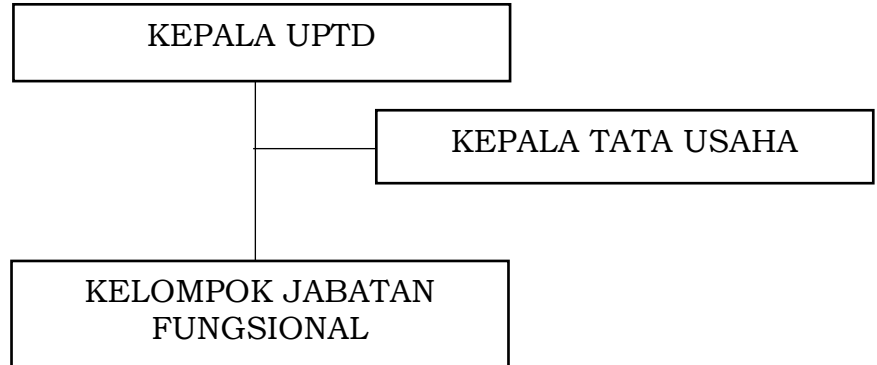 KEPALA UPTD
KEPALA TATA USAHA
KELOMPOK JABATAN
FUNGSIONAL